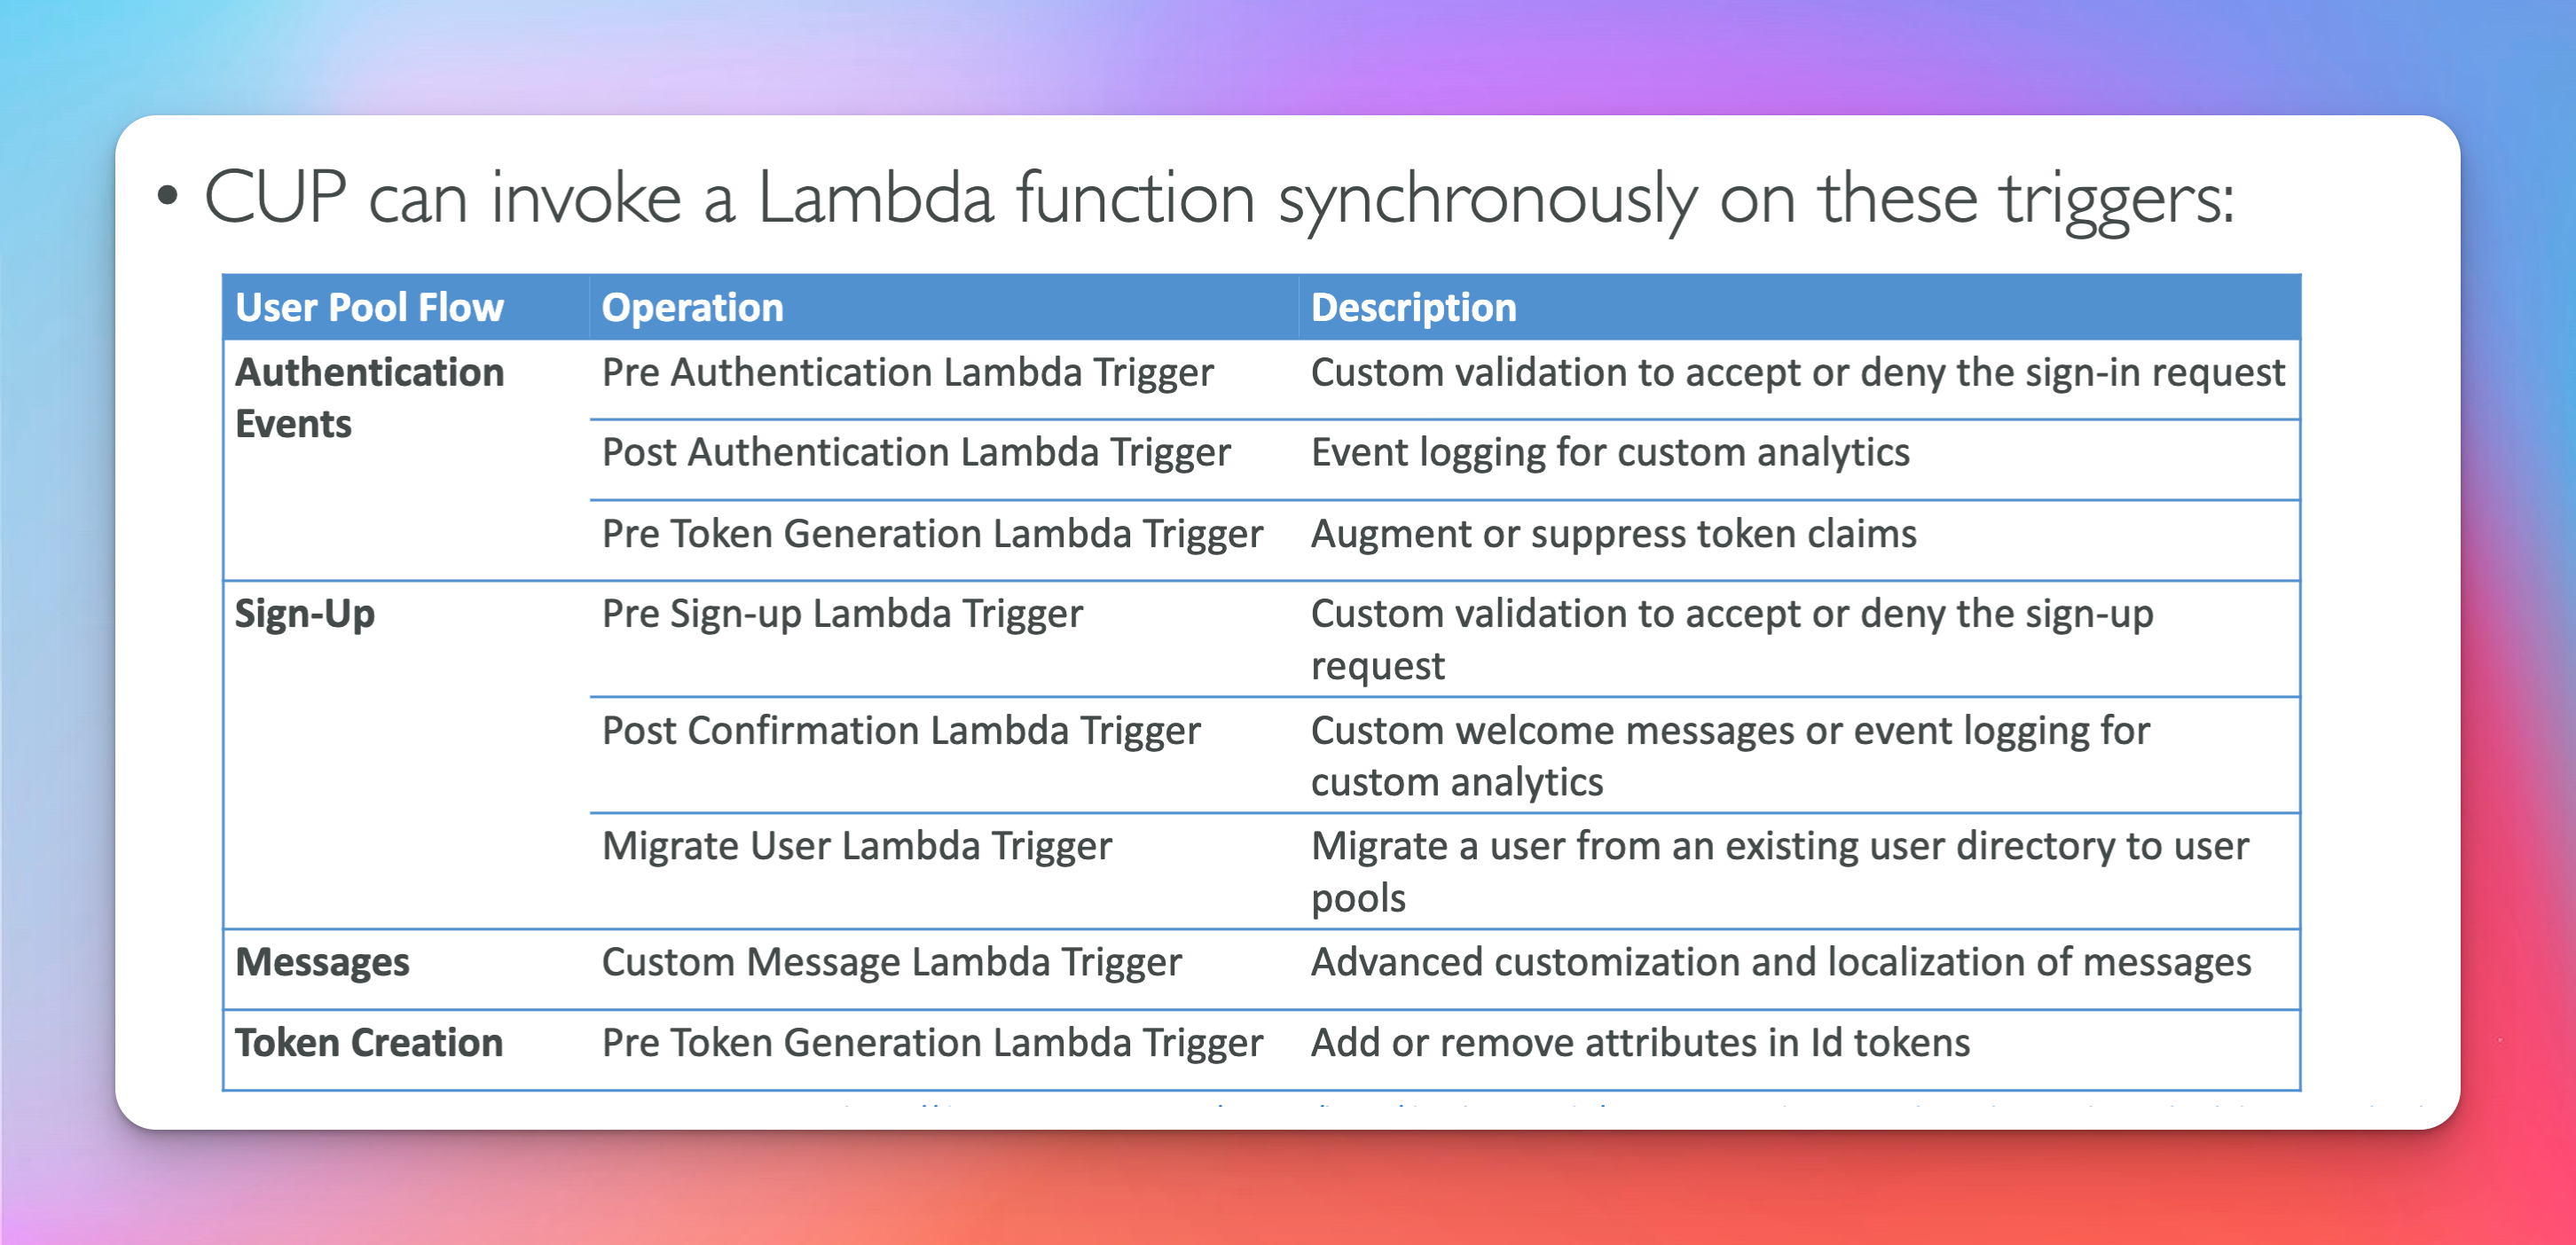 • CUP can invoke a Lambda function synchronously on these triggers:
User Pool Flow Operation Description
Authentication Events Pre Authentication Lambda Trigger Custom validation to accept or deny the sign-in request
Post Authentication Lambda Trigger Event logging for custom analytics
Pre Token Generation Lambda Trigger Augment or suppress token claims
Sign-Up Pre Sign-up Lambda Trigger Custom validation to accept or deny the sign-up
request
Post Confirmation Lambda Trigger Custom welcome messages or event logging for
custom analytics
Migrate User Lambda Trigger Migrate a user from an existing user directory to user
pools
Messages Custom Message Lambda Trigger Advanced customization and localization of messages
Token Creation Pre Token Generation Lambda Trigger Add or remove attributes in Id tokens